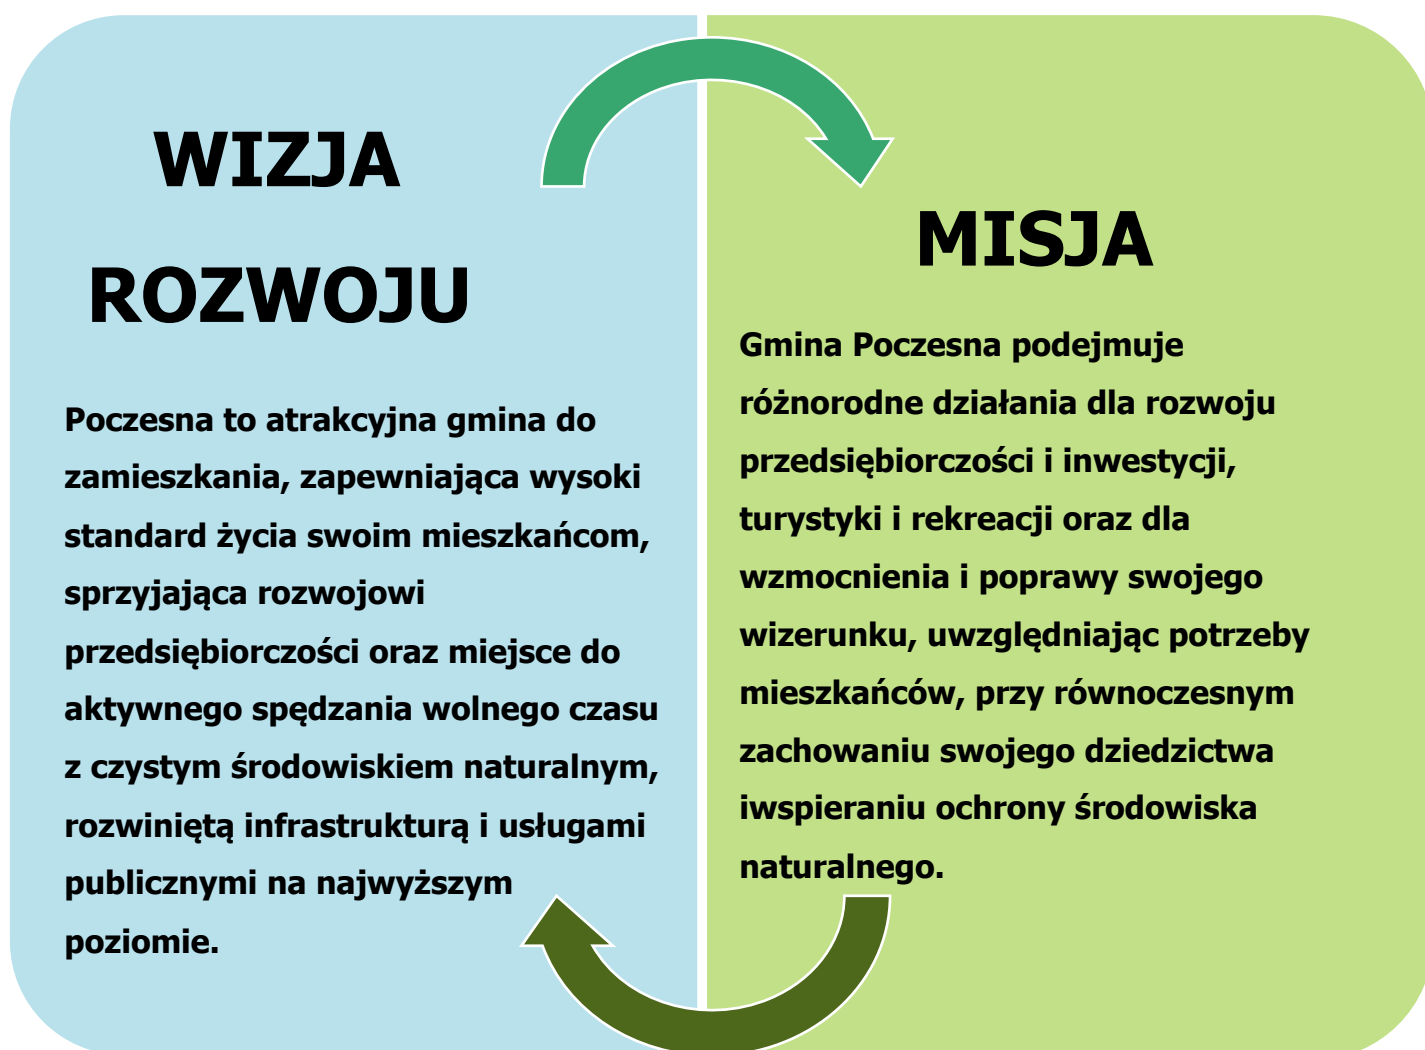 WIZJA
ROZWOJU
Poczesna to atrakcyjna gmina do
zamieszkania, zapewniająca wysoki
standard życia swoim mieszkańcom,
sprzyjająca rozwojowi
przedsiębiorczości oraz miejsce do
aktywnego spędzania wolnego czasu
z czystym środowiskiem naturalnym,
rozwiniętą infrastrukturą i usługami
publicznymi na najwyższym
poziomie.
MISJA
Gmina Poczesna podejmuje
różnorodne działania dla rozwoju
przedsiębiorczości i inwestycji,
turystyki i rekreacji oraz dla
wzmocnienia i poprawy swojego
wizerunku, uwzględniając potrzeby
mieszkańców, przy równoczesnym
zachowaniu swojego dziedzictwa
iwspieraniu ochrony środowiska
naturalnego.